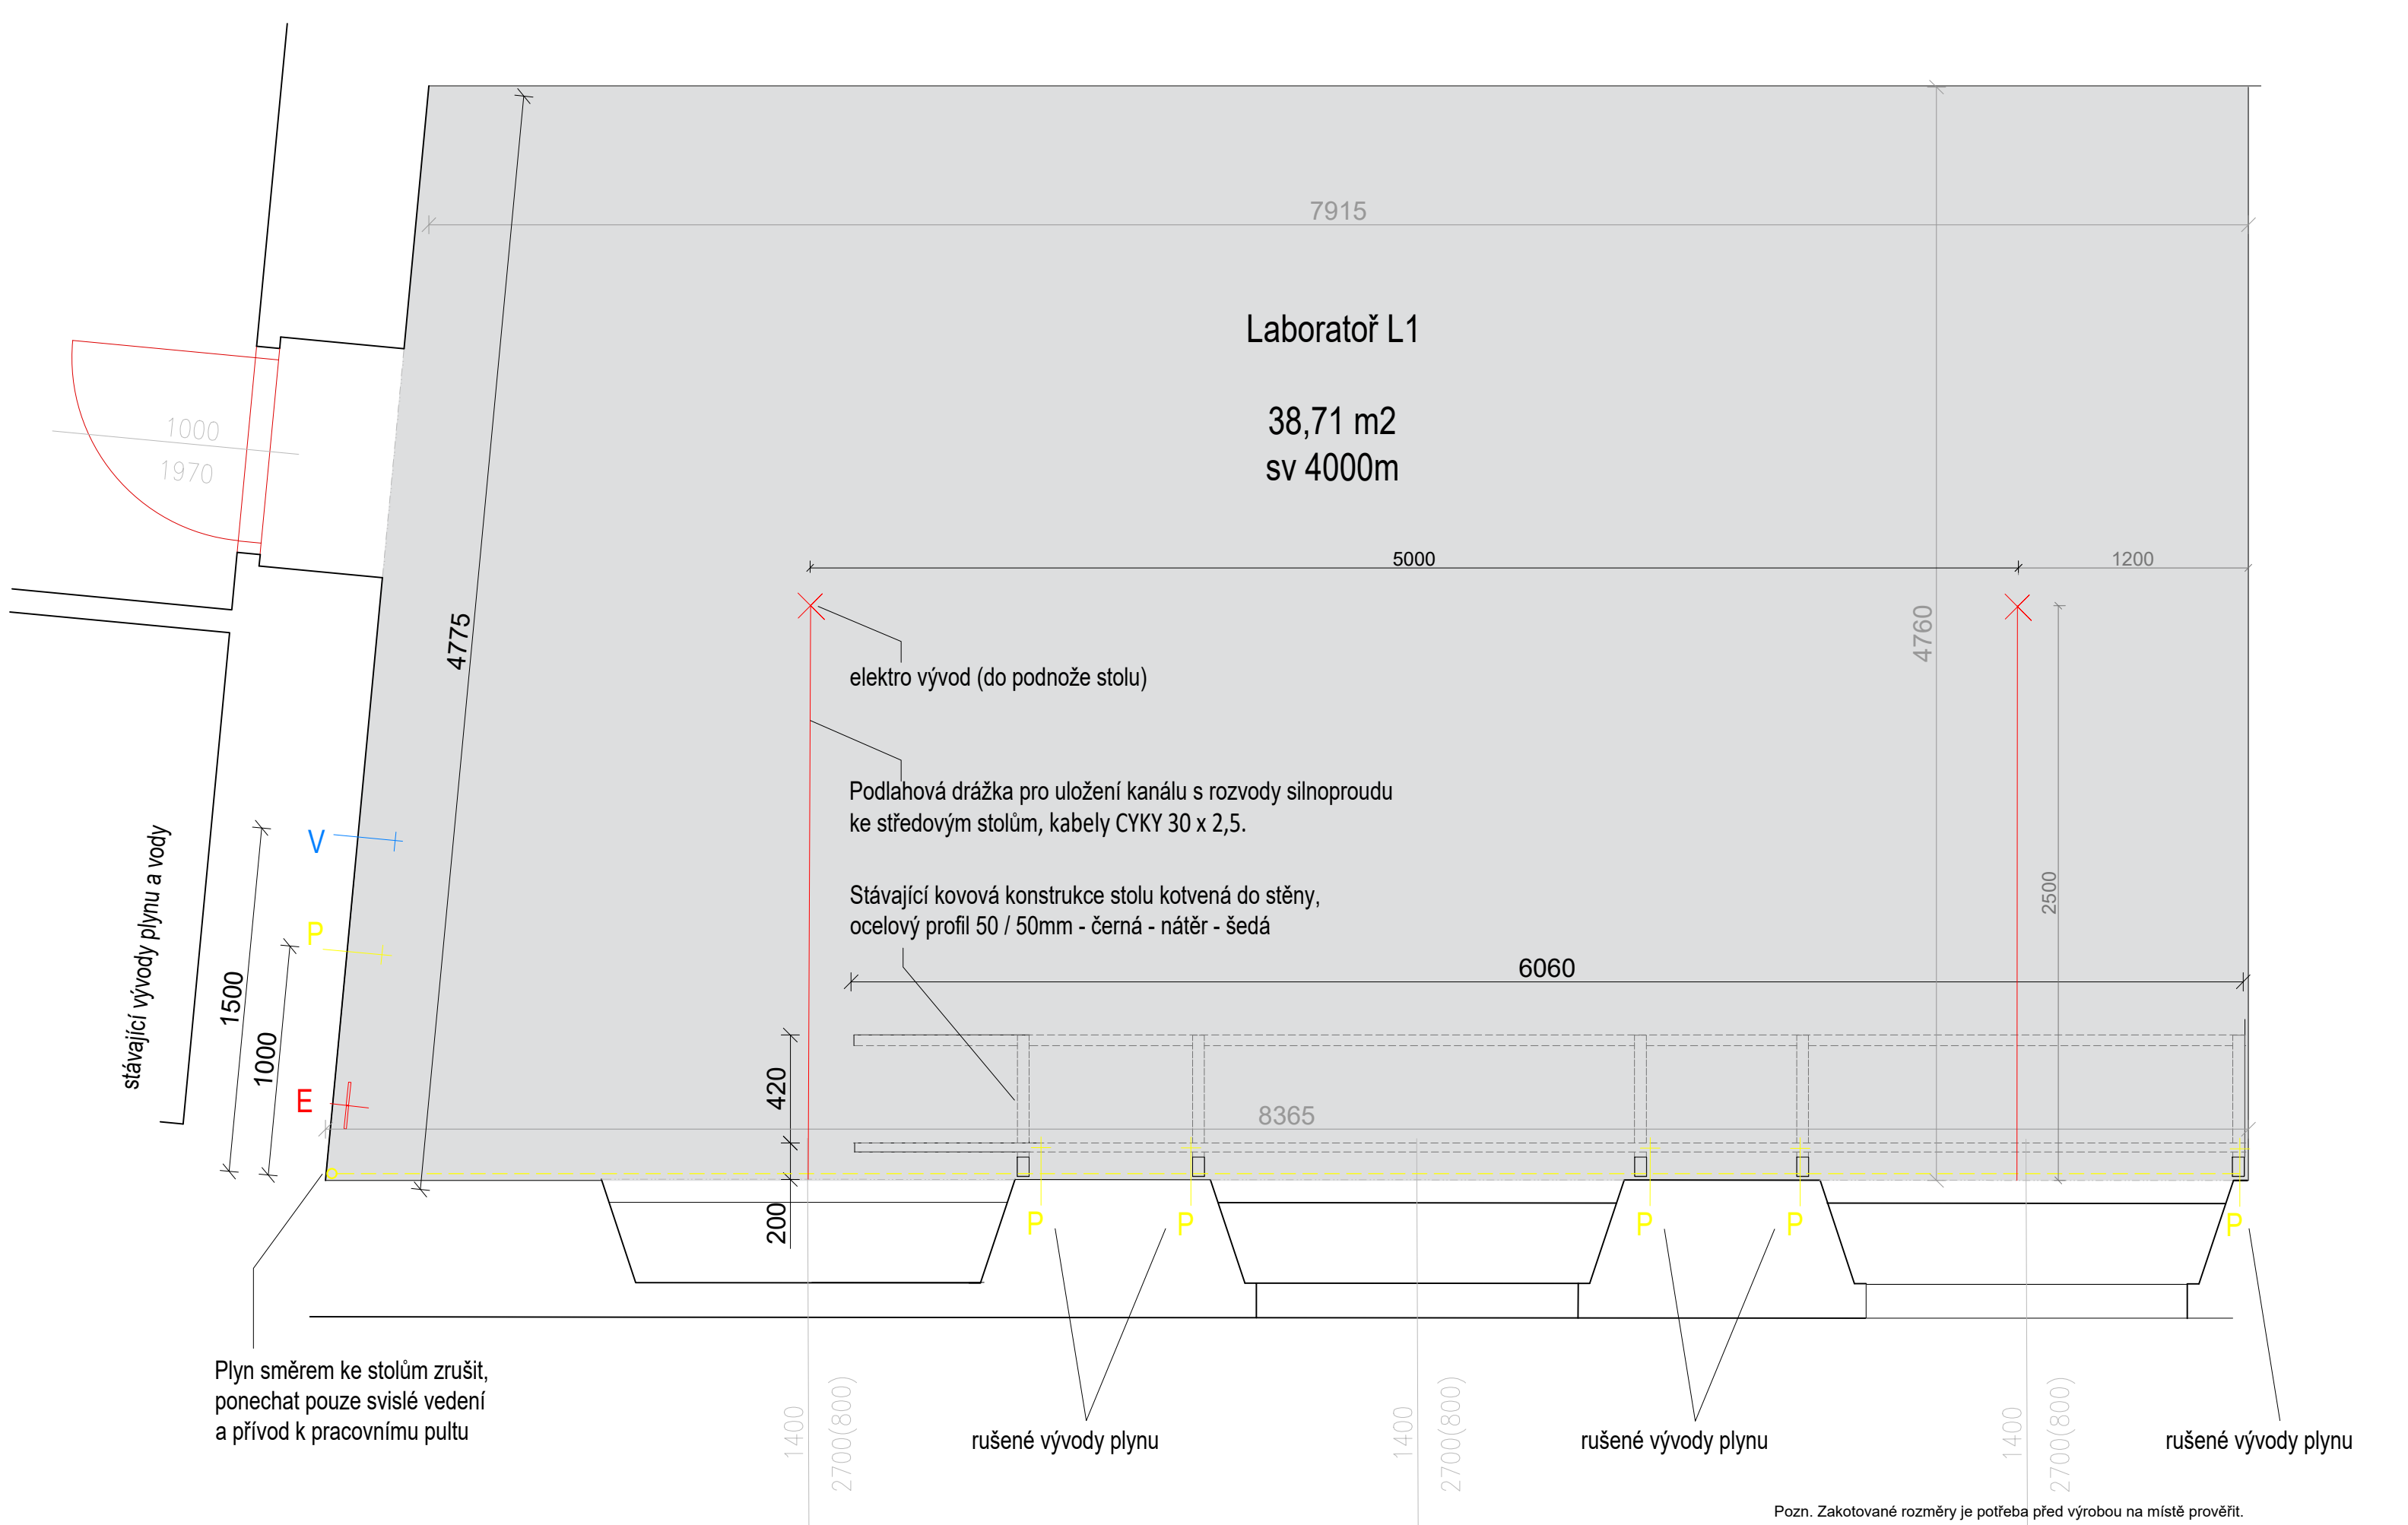 7915
Laboratoř L1
38,71 m2
sv 4000m
1000
1970
5000
1200
4775
4760
elektro vývod (do podnože stolu)
Podlahová drážka pro uložení kanálu s rozvody silnoproudu
ke středovým stolům, kabely CYKY 30 x 2,5.
V
stávající vývody plynu a vody
Stávající kovová konstrukce stolu kotvená do stěny,
ocelový profil 50 / 50mm - černá - nátěr - šedá
2500
P
1500
6060
1000
420
E
8365
200
P
P
P
P
P
Plyn směrem ke stolům zrušit,
ponechat pouze svislé vedení
a přívod k pracovnímu pultu
1400
2700(800)
1400
2700(800)
1400
2700(800)
rušené vývody plynu
rušené vývody plynu
rušené vývody plynu
Pozn. Zakotované rozměry je potřeba před výrobou na místě prověřit.